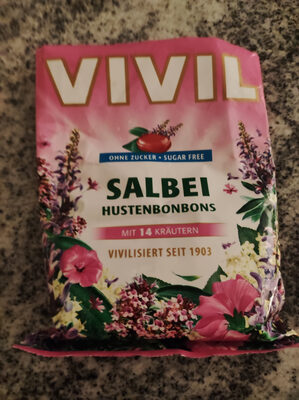 VIVIL
OHNE ZUCKER • SUGAR FREE
SALBEI
HUSTENBONBONS
MIT 14 KRÄUTERN
VIVILISIERT SEIT 1903